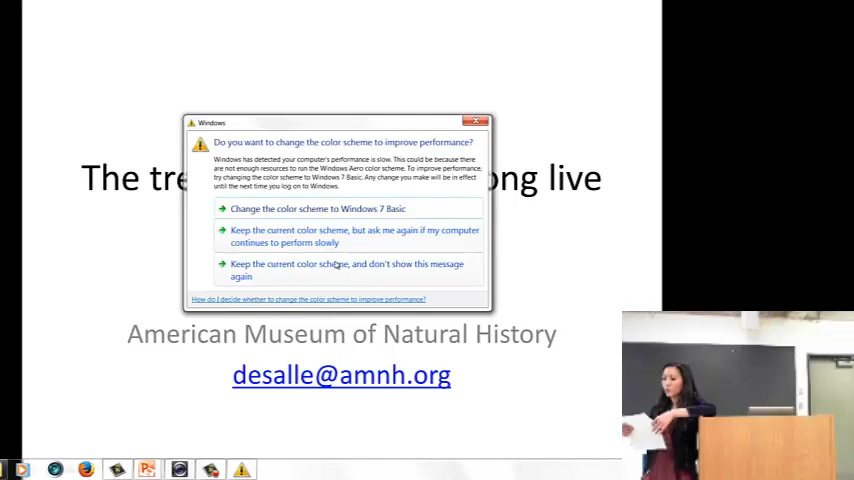 Windows
Do you want to change the color scheme to improve performance?
Windows has detected your computer's performance is slow. This could be because
there are not enough resources to run the Windows Aero color scheme. To improve performance,
try changing the color scheme to Windows 7 Basic. Any change you make will be in effect
until the next time you log on to Windows.
The tre
ong live
Change the color scheme to Windows 7 Basic
Keep the current color scheme, but ask me again if my computer
continues to perform slowly
Keep the current color scheme, and don't show this message
again
How do I decide whether to change the color scheme to improve performance?
American Museum of Natural History
desalle@amnh.org